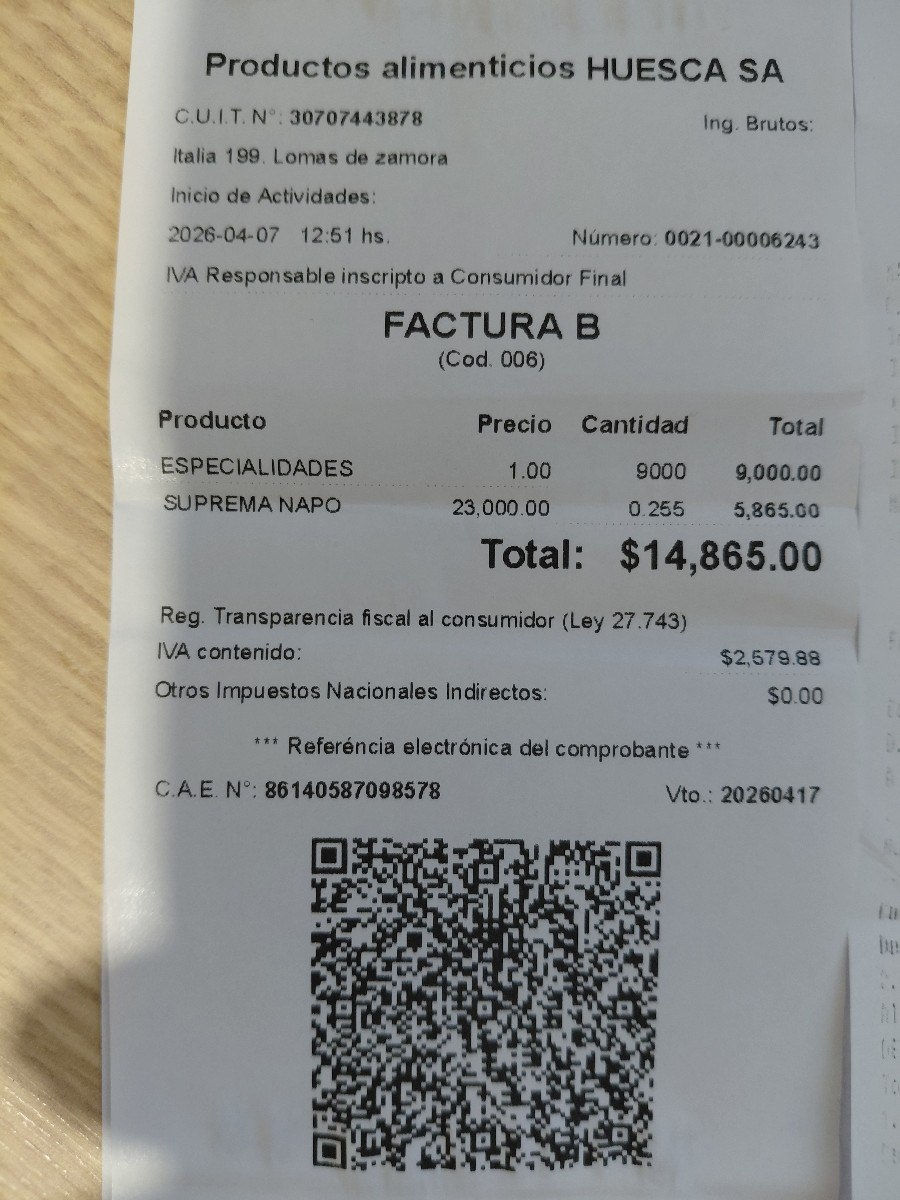 Productos alimenticios HUESCA SA
C.U.I.T. N°: 30707443878 Ing. Brutos:
Italia 199. Lomas de zamora
Inicio de Actividades:
2026-04-07 12:51 hs. Número: 0021-00006243
IVA Responsable inscripto a Consumidor Final
FACTURA B
(Cod. 006)
Producto Precio Cantidad Total
ESPECIALIDADES 1.00 9000 9,000.00
SUPREMA NAPO 23,000.00 0.255 5,865.00
Total: $14,865.00
Reg. Transparencia fiscal al consumidor (Ley 27.743)
IVA contenido: $2,579.88
Otros Impuestos Nacionales Indirectos: $0.00
*** Referéncia electrónica del comprobante ***
C.A.E. N°: 86140587098578 Vto.: 20260417